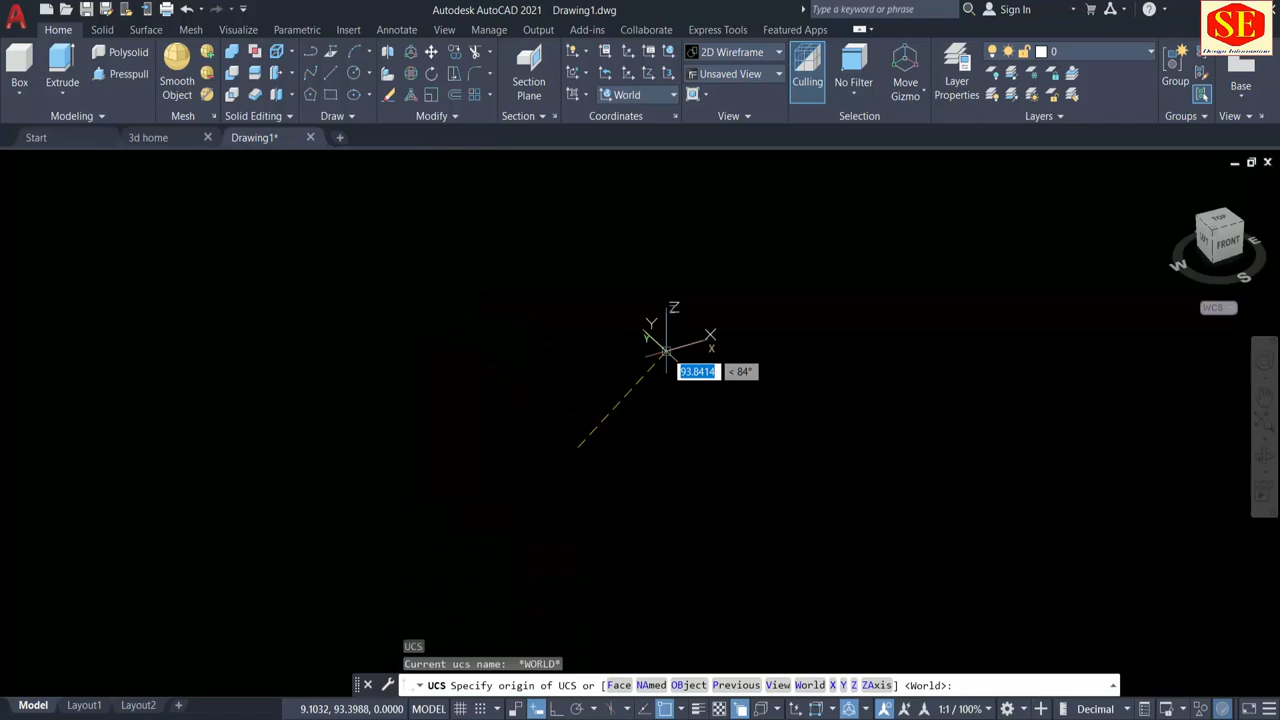 Autodesk AutoCAD 2021 Drawing1.dwg
Type a keyword or phrase
Sign In
SE
Design Information
Home Solid Surface Mesh Visualize Parametric Insert Annotate View Manage Output Add-ins Collaborate Express Tools Featured Apps
Box
Extrude
Polysolid
Presspull
Smooth Object
Section Plane
World
2D Wireframe
Unsaved View
Culling
No Filter
Move Gizmo
Layer Properties
0
Group
Base
Modeling Mesh Solid Editing Draw Modify Section Coordinates View Selection Layers Groups View
Start 3d home Drawing1*
TOP
FRONT
W
E
S
WCS
Z
Y
X
Y
X
93.8414 < 84°
UCS
Current ucs name: *WORLD*
UCS Specify origin of UCS or [Face NAmed OBject Previous View World X Y Z ZAxis] <World>:
Model Layout1 Layout2
9.1032, 93.3988, 0.0000 MODEL 1:1 / 100% Decimal